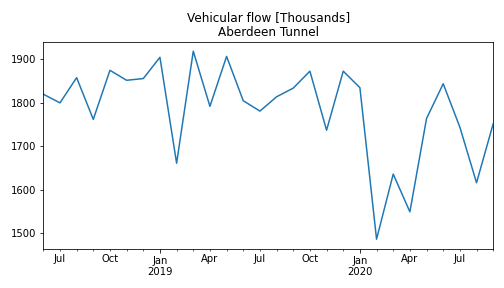 Vehicular flow [Thousands]
Aberdeen Tunnel
1900
1800
1700
1600
1500
Jul Oct Jan Apr Jul Oct Jan Apr Jul
2019 2020